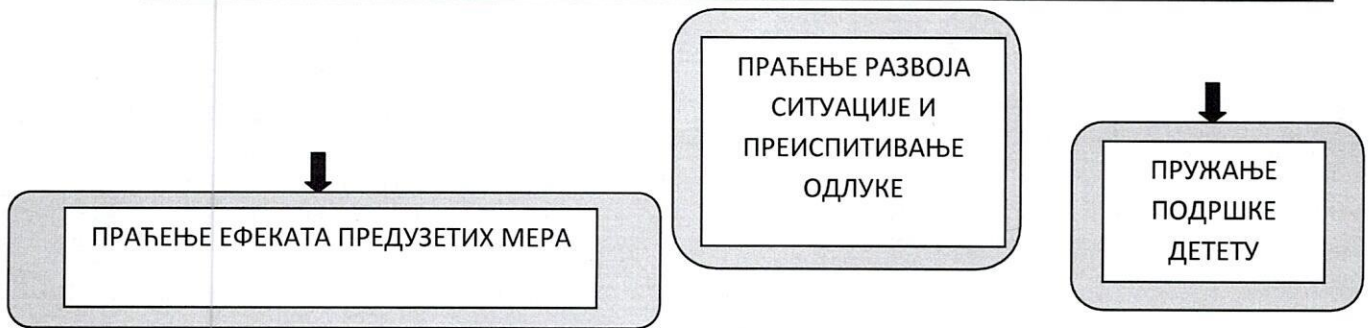 ПРАЋЕЊЕ ЕФЕКАТА ПРЕДУЗЕТИХ МЕРА
ПРАЋЕЊЕ РАЗВОЈА
СИТУАЦИЈЕ И
ПРЕИСПИТИВАЊЕ
ОДЛУКЕ
ПРУЖАЊЕ
ПОДРШКЕ
ДЕТЕТУ